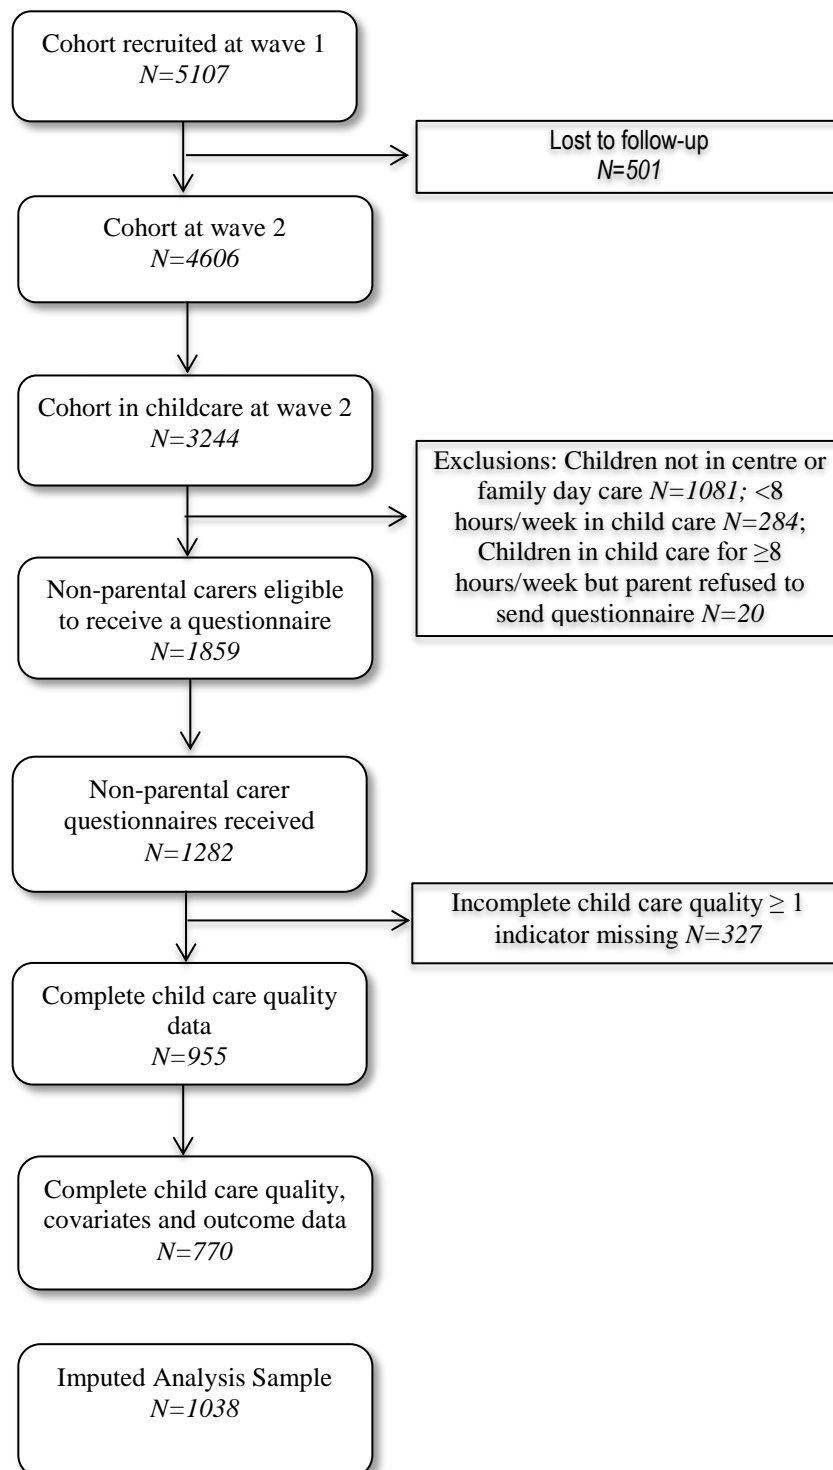 Cohort recruited at wave 1
N=5107
Lost to follow-up
N=501
Cohort at wave 2
N=4606
Cohort in childcare at wave 2
N=3244
Exclusions: Children not in centre or
family day care N=1081; <8
hours/week in child care N=284;
Children in child care for ≥8
hours/week but parent refused to
send questionnaire N=20
Non-parental carers eligible
to receive a questionnaire
N=1859
Non-parental carer
questionnaires received
N=1282
Incomplete child care quality ≥ 1
indicator missing N=327
Complete child care quality
data
N=955
Complete child care quality,
covariates and outcome data
N=770
Imputed Analysis Sample
N=1038